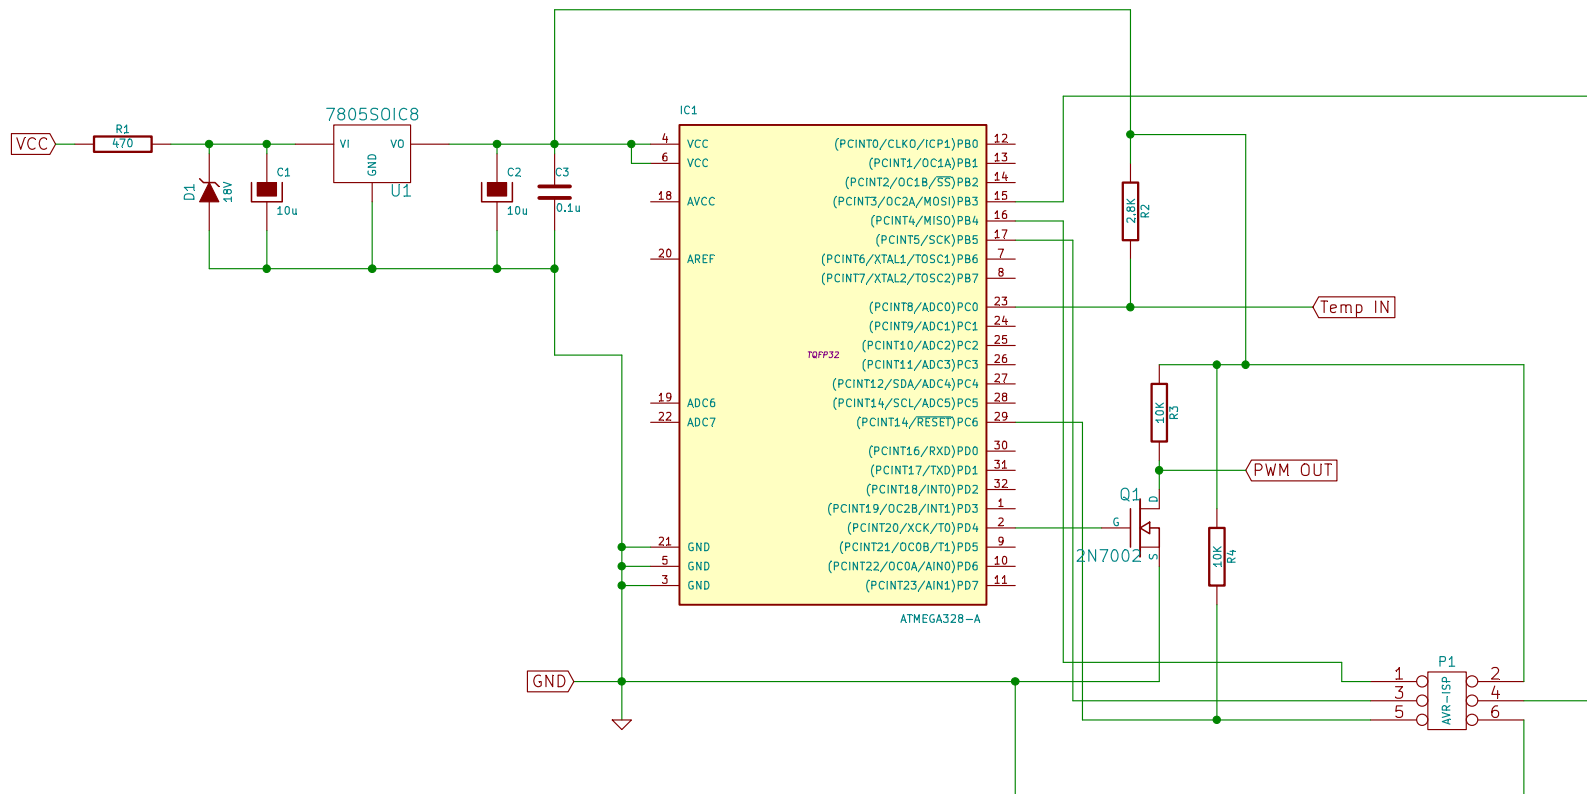 VCC
R1
470
D1
18V
C1
10u
7805SOIC8
VI
VO
GND
U1
C2
10u
C3
0.1u
IC1
4 VCC
6 VCC
18 AVCC
20 AREF
19 ADC6
22 ADC7
21 GND
5 GND
3 GND
TQFP32
(PCINT0/CLKO/ICP1)PB0 12
(PCINT1/OC1A)PB1 13
(PCINT2/OC1B/SS)PB2 14
(PCINT3/OC2A/MOSI)PB3 15
(PCINT4/MISO)PB4 16
(PCINT5/SCK)PB5 17
(PCINT6/XTAL1/TOSC1)PB6 7
(PCINT7/XTAL2/TOSC2)PB7 8
(PCINT8/ADC0)PC0 23
(PCINT9/ADC1)PC1 24
(PCINT10/ADC2)PC2 25
(PCINT11/ADC3)PC3 26
(PCINT12/SDA/ADC4)PC4 27
(PCINT14/SCL/ADC5)PC5 28
(PCINT14/RESET)PC6 29
(PCINT16/RXD)PD0 30
(PCINT17/TXD)PD1 31
(PCINT18/INT0)PD2 32
(PCINT19/OC2B/INT1)PD3 1
(PCINT20/XCK/T0)PD4 2
(PCINT21/OC0B/T1)PD5 9
(PCINT22/OC0A/AIN0)PD6 10
(PCINT23/AIN1)PD7 11
ATMEGA328-A
2.8K
R2
Temp IN
10K
R3
PWM OUT
Q1
D
G
S
2N7002
10K
R4
GND
P1
AVR-ISP
1 2
3 4
5 6